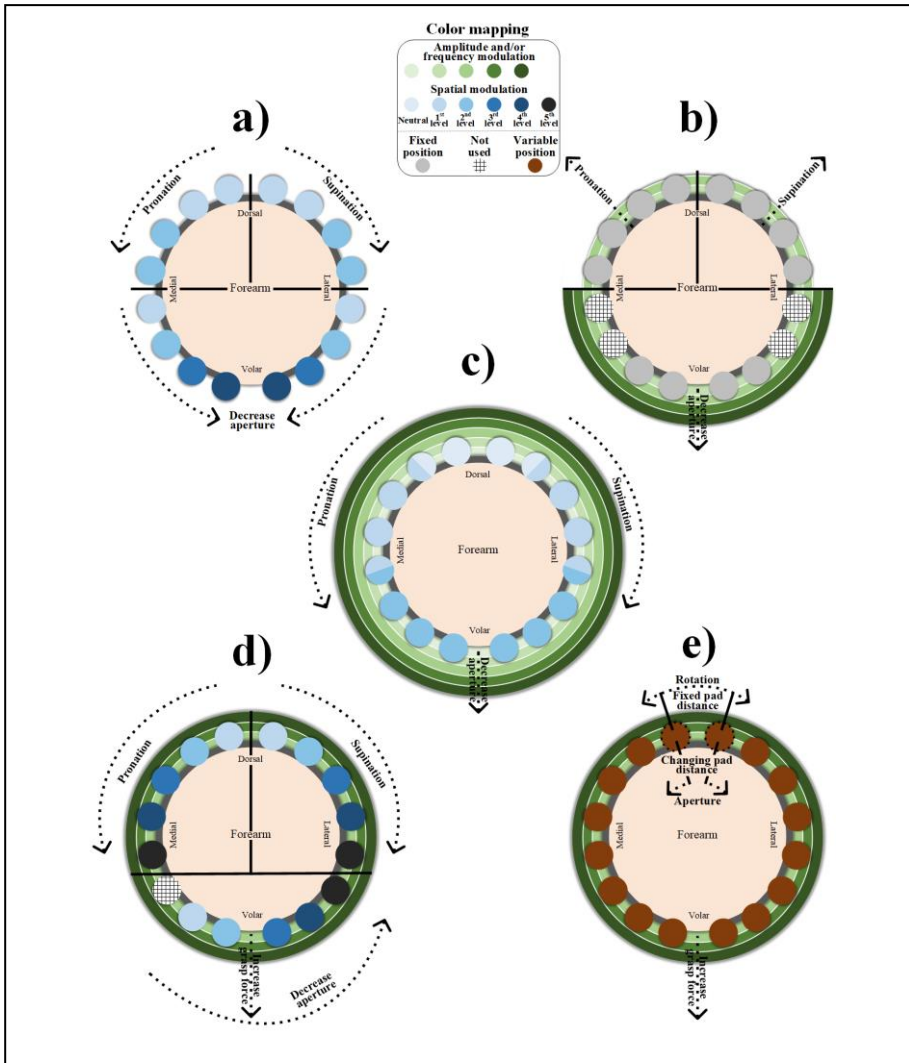 Color mapping
Amplitude and/or
frequency modulation
Spatial modulation
Neutral
1st level
2nd level
3rd level
4th level
5th level
Fixed position
Not used
Variable position
a)
Pronation
Supination
Dorsal
Medial
Forearm
Lateral
Volar
Decrease
aperture
b)
Pronation
Supination
Dorsal
Medial
Forearm
Lateral
Volar
Decrease
aperture
c)
Pronation
Supination
Dorsal
Medial
Forearm
Lateral
Volar
Decrease
aperture
d)
Pronation
Supination
Dorsal
Medial
Forearm
Lateral
Volar
Increase
grasp force
Decrease
aperture
e)
Rotation
Fixed pad
distance
Changing pad
distance
Aperture
Medial
Forearm
Lateral
Volar
Increase
grasp force